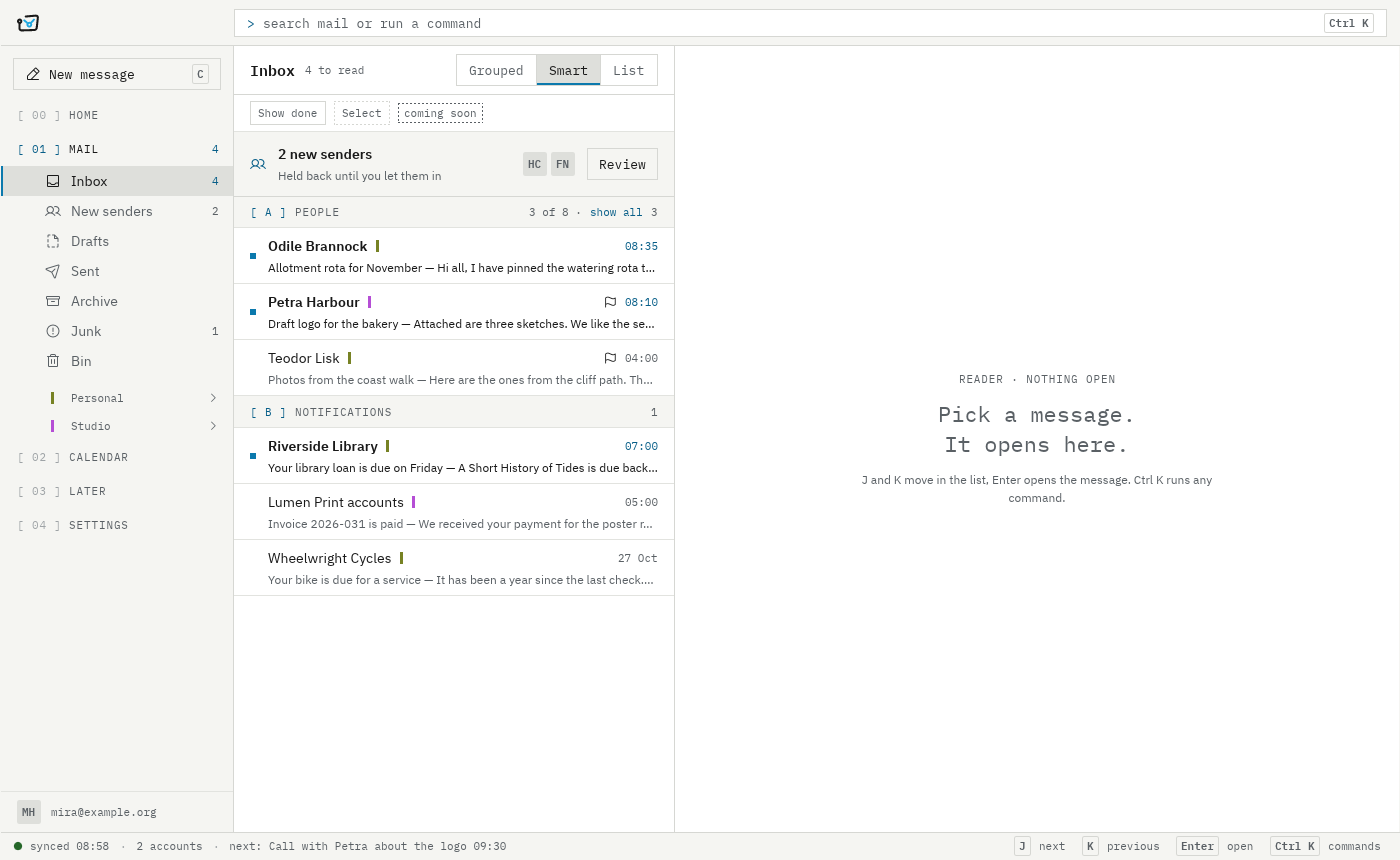 > search mail or run a command Ctrl K
New message C
[ 00 ] HOME
[ 01 ] MAIL 4
Inbox 4
New senders 2
Drafts
Sent
Archive
Junk 1
Bin
Personal
Studio
[ 02 ] CALENDAR
[ 03 ] LATER
[ 04 ] SETTINGS
MH mira@example.org
Inbox 4 to read Grouped Smart List
Show done Select coming soon
2 new senders
Held back until you let them in
HC FN Review
[ A ] PEOPLE 3 of 8 · show all 3
Odile Brannock 08:35
Allotment rota for November — Hi all, I have pinned the watering rota t…
Petra Harbour 08:10
Draft logo for the bakery — Attached are three sketches. We like the se…
Teodor Lisk 04:00
Photos from the coast walk — Here are the ones from the cliff path. Th…
[ B ] NOTIFICATIONS 1
Riverside Library 07:00
Your library loan is due on Friday — A Short History of Tides is due back…
Lumen Print accounts 05:00
Invoice 2026-031 is paid — We received your payment for the poster r…
Wheelwright Cycles 27 Oct
Your bike is due for a service — It has been a year since the last check.…
READER · NOTHING OPEN
Pick a message.
It opens here.
J and K move in the list, Enter opens the message. Ctrl K runs any
command.
synced 08:58 · 2 accounts · next: Call with Petra about the logo 09:30
J next K previous Enter open Ctrl K commands